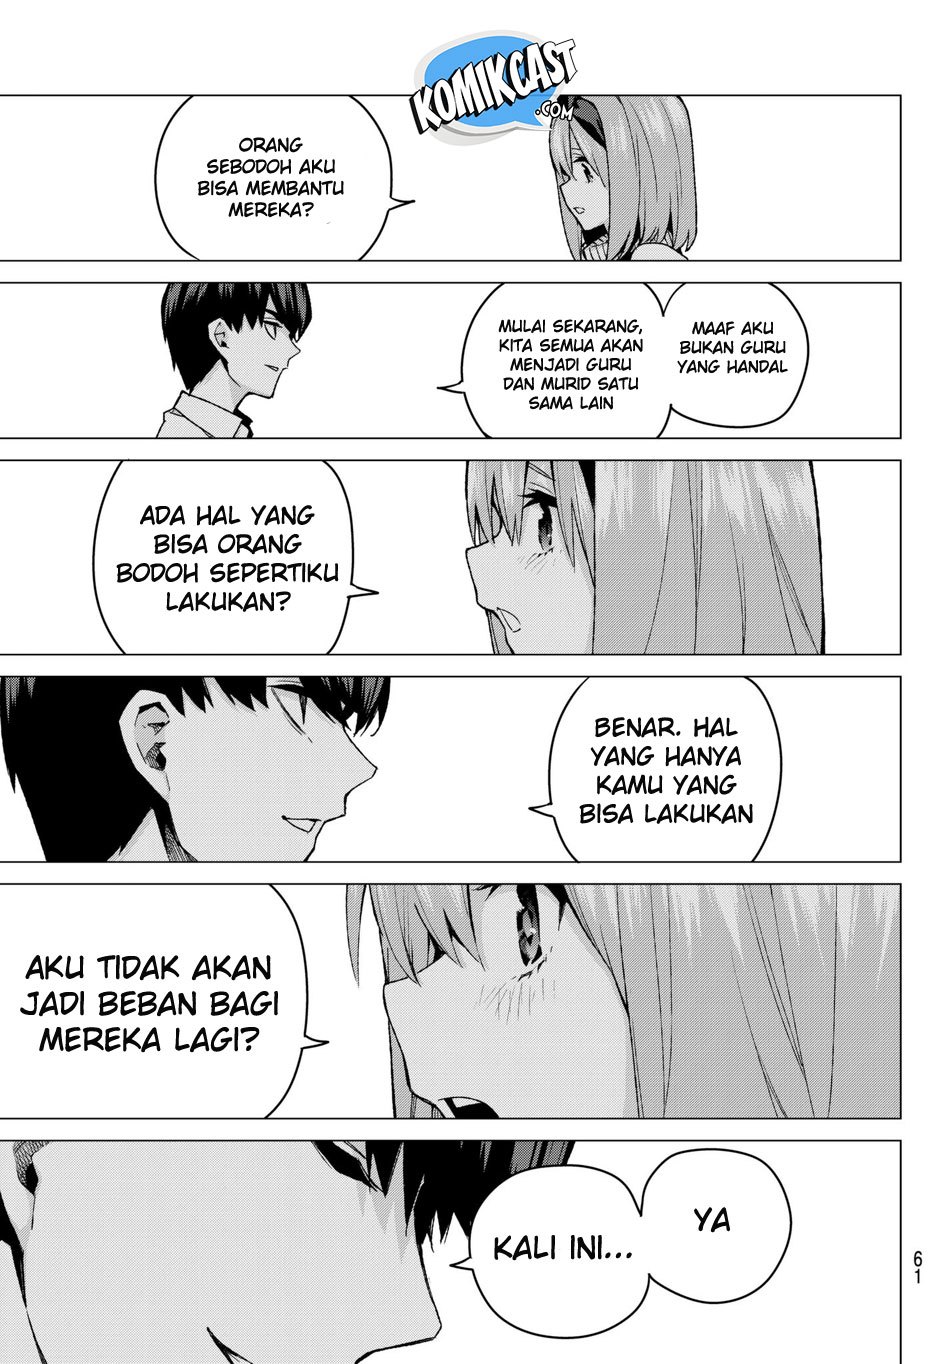 KOMIKCAST
.COM
ORANG
SEBODOH AKU
BISA MEMBANTU
MEREKA?
MAAF AKU
BUKAN GURU
YANG HANDAL
MULAI SEKARANG,
KITA SEMUA AKAN
MENJADI GURU
DAN MURID SATU
SAMA LAIN
ADA HAL YANG
BISA ORANG
BODOH SEPERTIKU
LAKUKAN?
BENAR. HAL
YANG HANYA
KAMU YANG
BISA LAKUKAN
AKU TIDAK AKAN
JADI BEBAN BAGI
MEREKA LAGI?
YA
KALI INI...
61